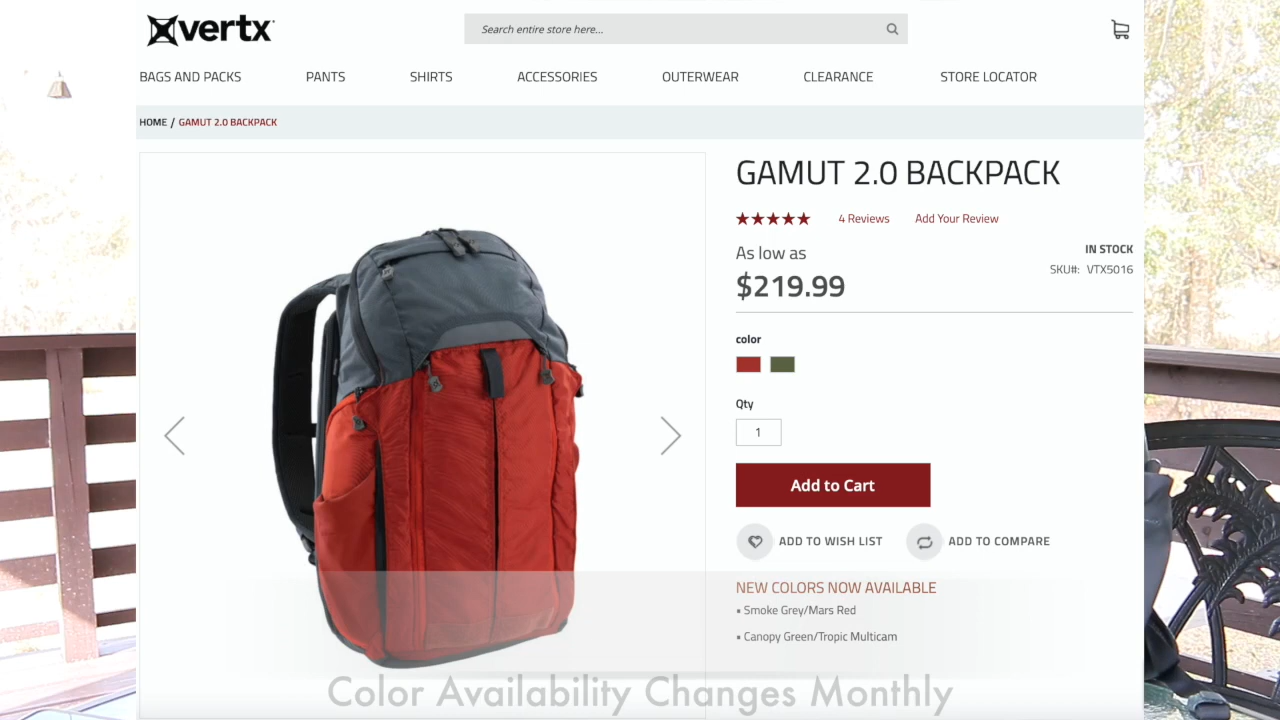 vertx
Search entire store here...
BAGS AND PACKS PANTS SHIRTS ACCESSORIES OUTERWEAR CLEARANCE STORE LOCATOR
HOME / GAMUT 2.0 BACKPACK
GAMUT 2.0 BACKPACK
4 Reviews Add Your Review
As low as
IN STOCK
$219.99
SKU#: VTX5016
color
Qty
1
Add to Cart
ADD TO WISH LIST ADD TO COMPARE
NEW COLORS NOW AVAILABLE
▪ Smoke Grey/Mars Red
▪ Canopy Green/Tropic Multicam
Color Availability Changes Monthly